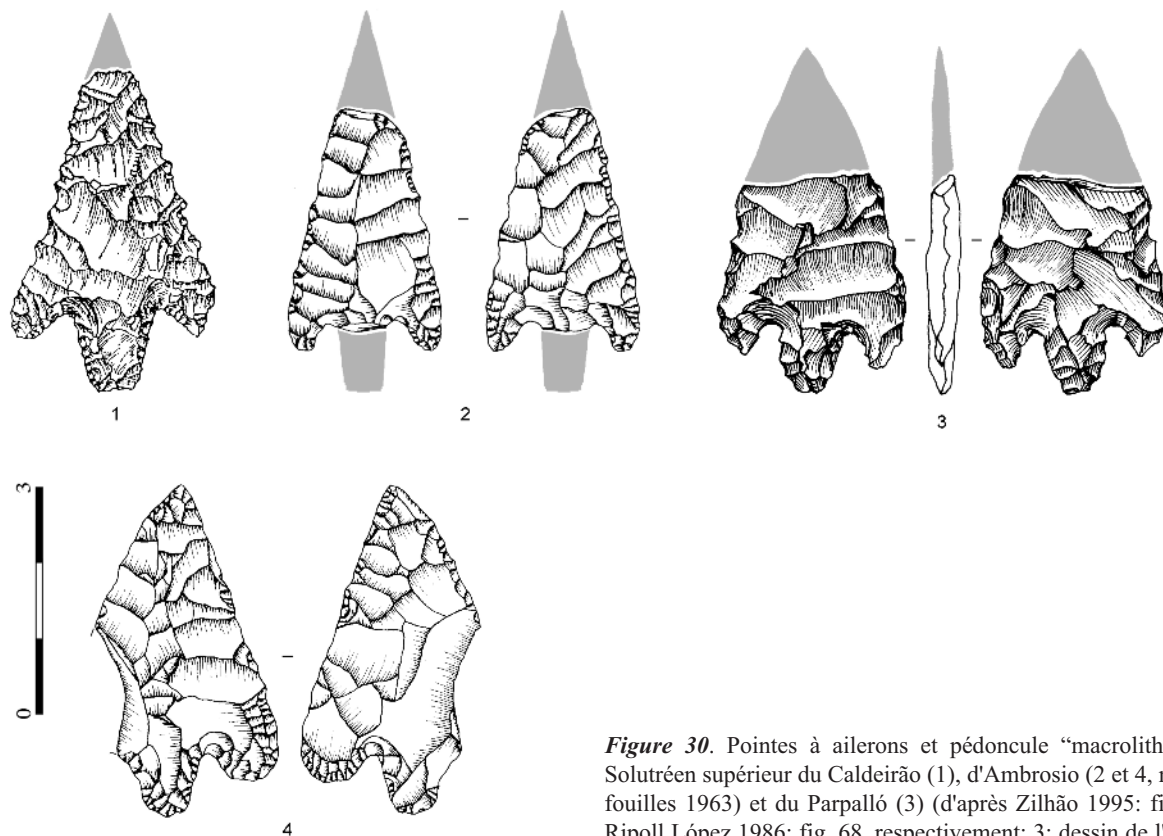 1
2
3
3
0
4
Figure 30. Pointes à ailerons et pédoncule “macrolith
Solutréen supérieur du Caldeirão (1), d'Ambrosio (2 et 4,
fouilles 1963) et du Parpalló (3) (d'après Zilhão 1995:
Ripoll López 1986: fig. 68, respectivement; 3: dessin de